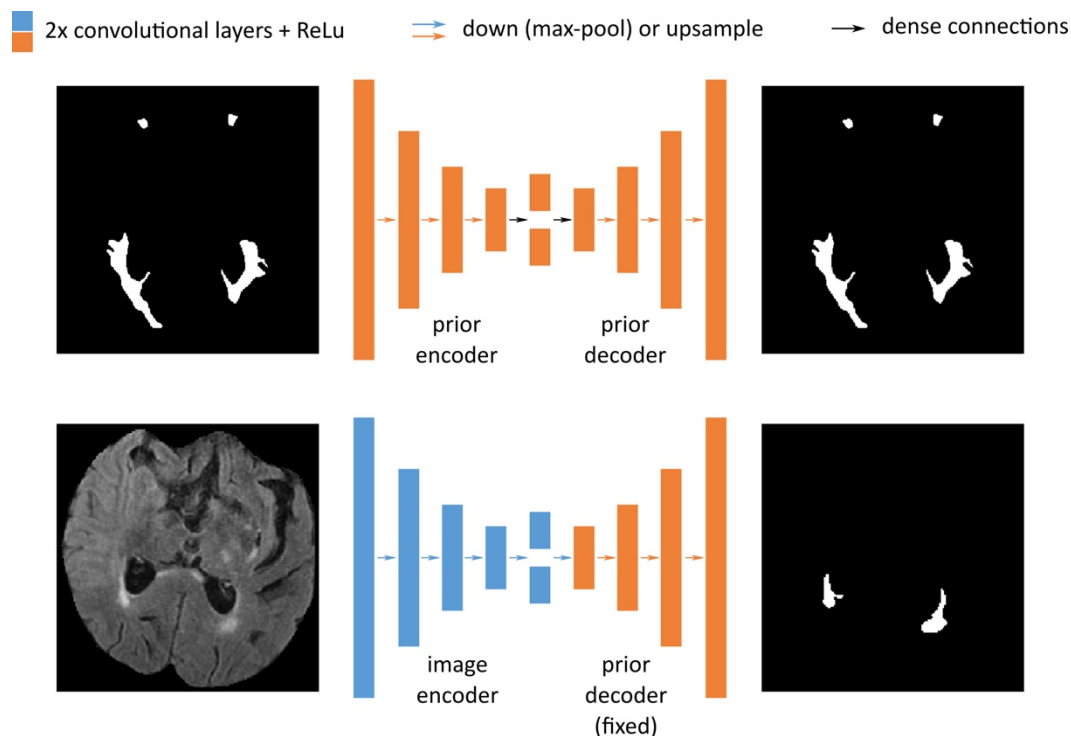 2x convolutional layers + ReLu
down (max-pool) or upsample
dense connections
prior
encoder
prior
decoder
image
encoder
prior
decoder
(fixed)